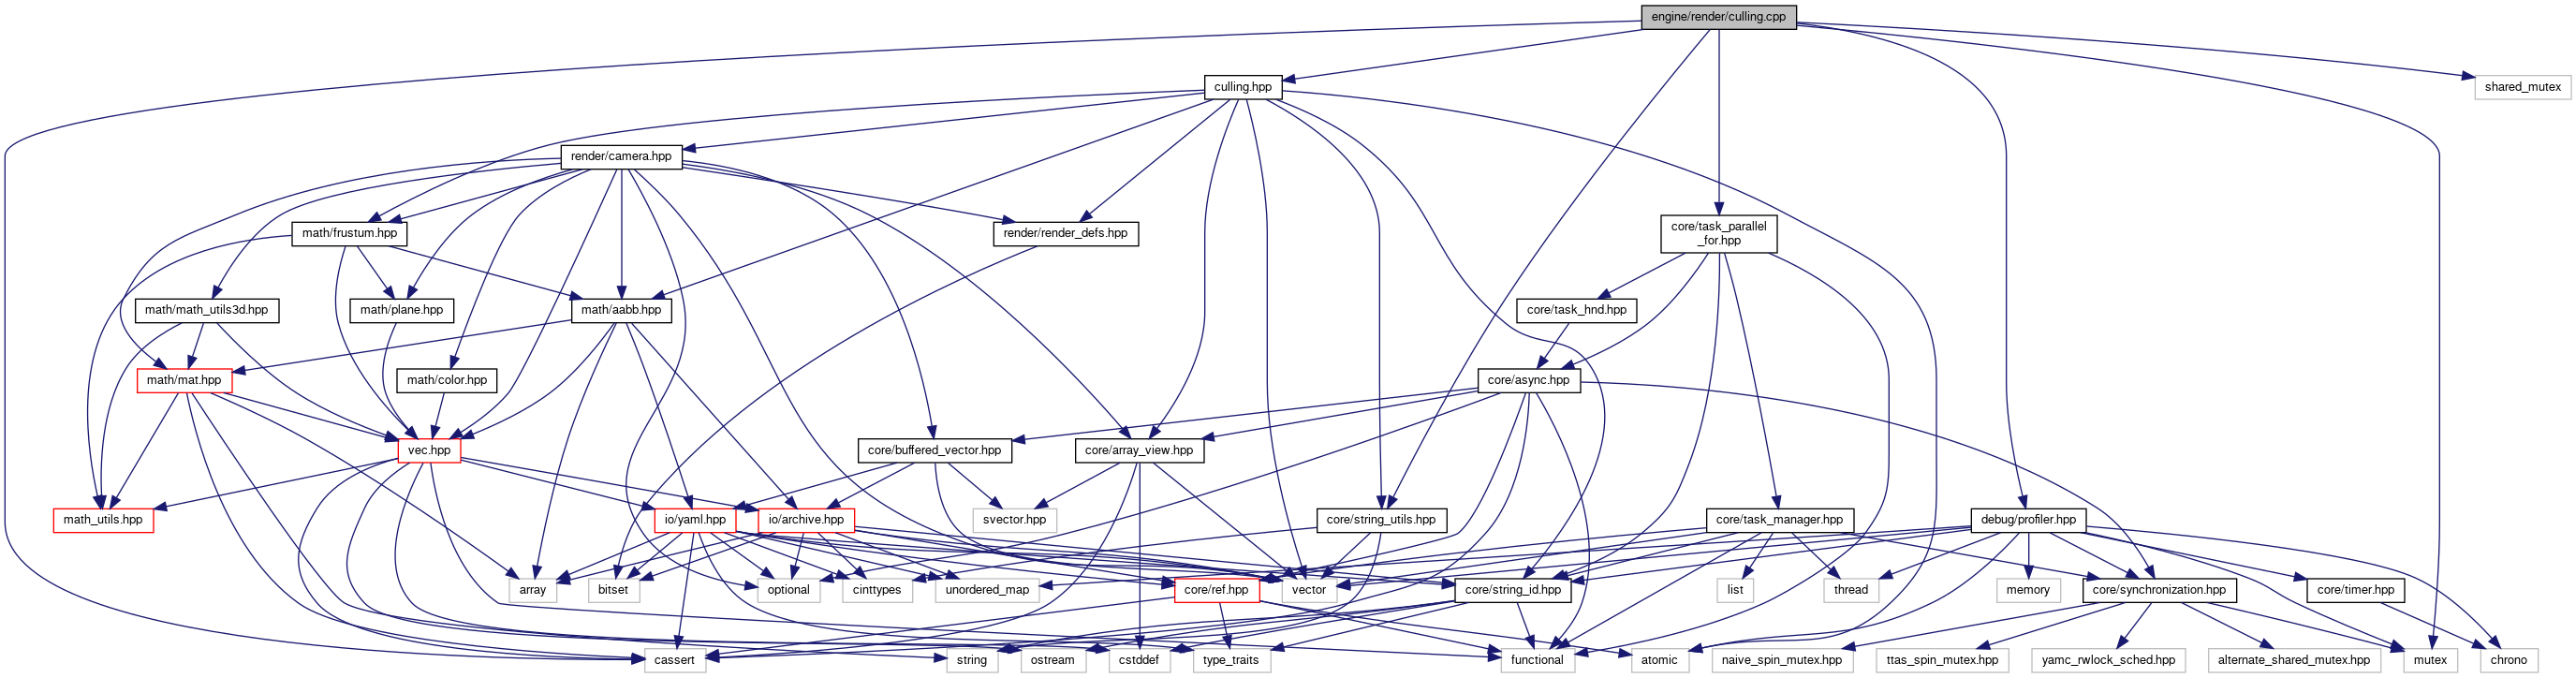 engine/render/culling.cpp
culling.hpp
shared_mutex
render/camera.hpp
math/frustum.hpp
render/render_defs.hpp
core/task_parallel
_for.hpp
math/math_utils3d.hpp
math/plane.hpp
math/aabb.hpp
core/task_hnd.hpp
math/mat.hpp
math/color.hpp
core/async.hpp
vec.hpp
core/buffered_vector.hpp
core/array_view.hpp
math_utils.hpp
io/yaml.hpp
io/archive.hpp
svector.hpp
core/string_utils.hpp
core/task_manager.hpp
debug/profiler.hpp
array
bitset
optional
cinttypes
unordered_map
core/ref.hpp
vector
core/string_id.hpp
list
thread
memory
core/synchronization.hpp
core/timer.hpp
cassert
string
ostream
cstddef
type_traits
functional
atomic
naive_spin_mutex.hpp
ttas_spin_mutex.hpp
yamc_rwlock_sched.hpp
alternate_shared_mutex.hpp
mutex
chrono